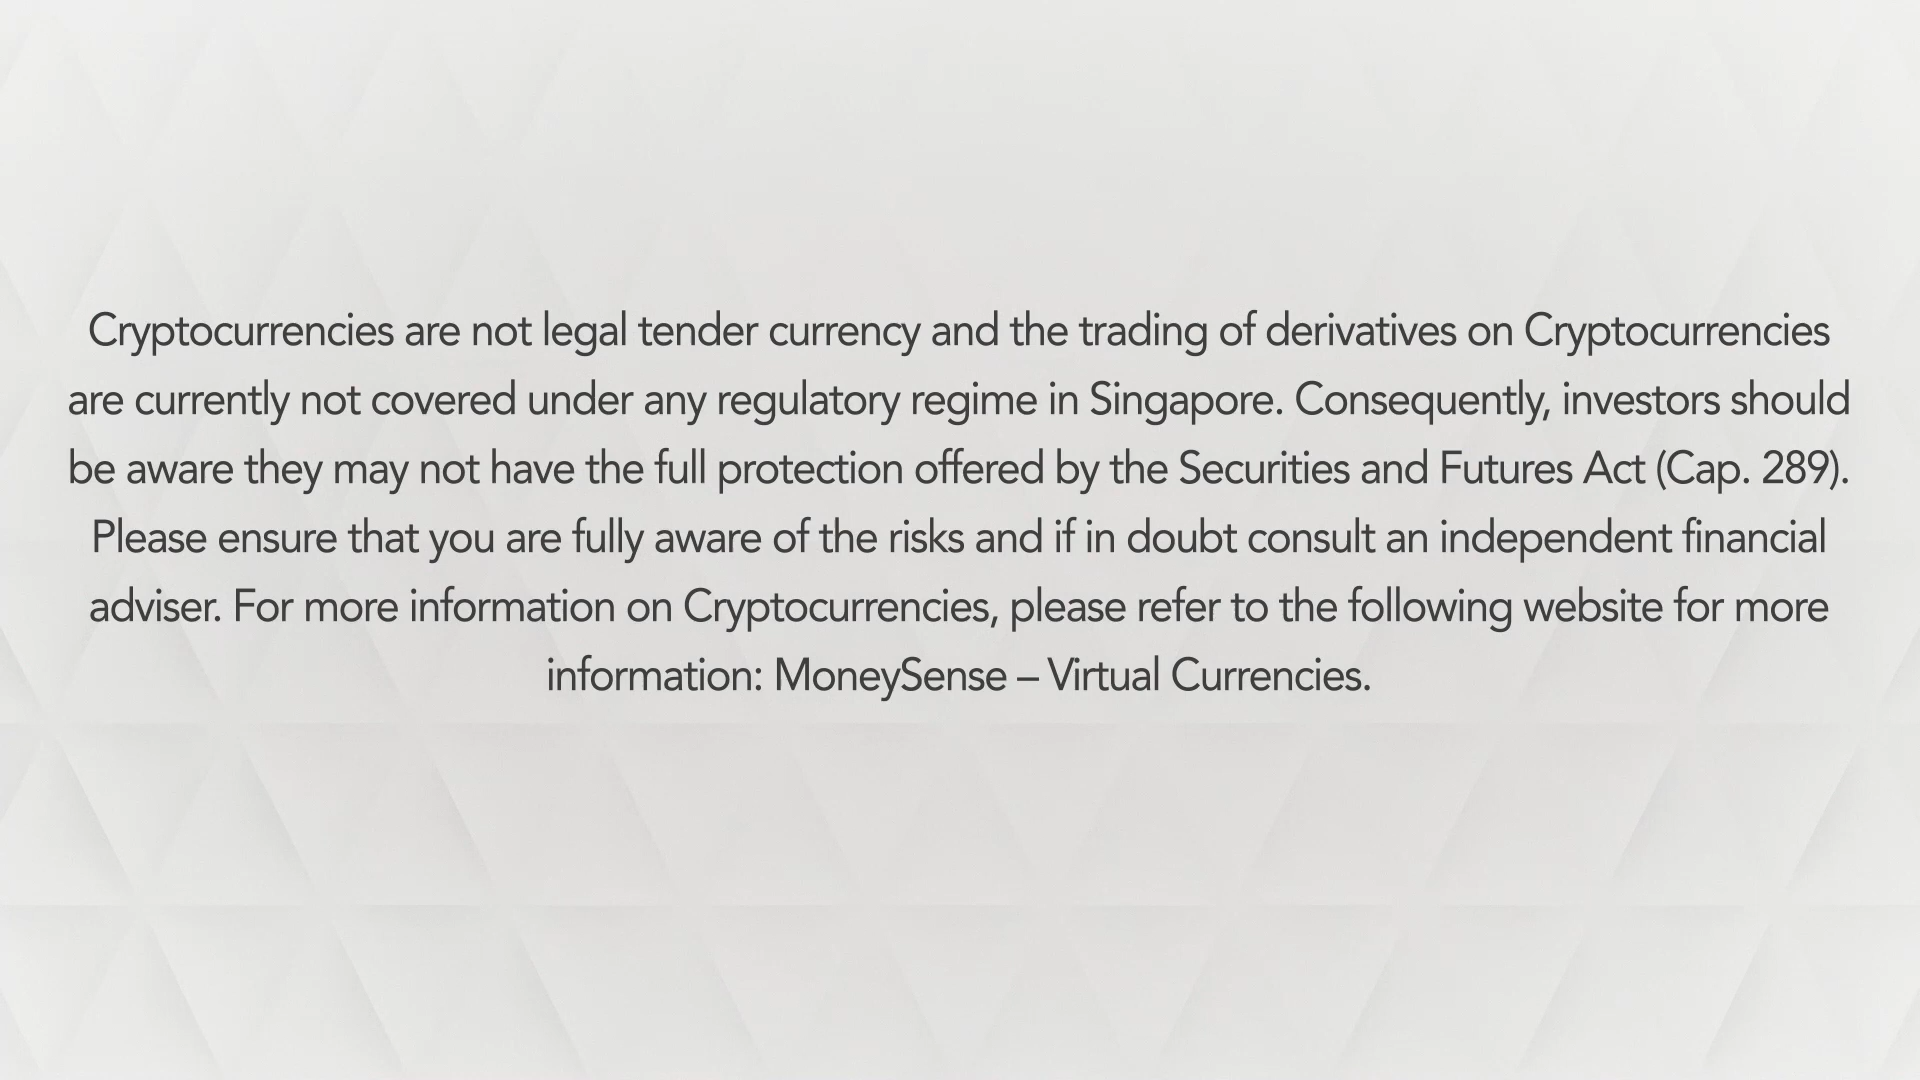 Cryptocurrencies are not legal tender currency and the trading of derivatives on Cryptocurrencies
are currently not covered under any regulatory regime in Singapore. Consequently, investors should
be aware they may not have the full protection offered by the Securities and Futures Act (Cap. 289).
Please ensure that you are fully aware of the risks and if in doubt consult an independent financial
adviser. For more information on Cryptocurrencies, please refer to the following website for more
information: MoneySense – Virtual Currencies.